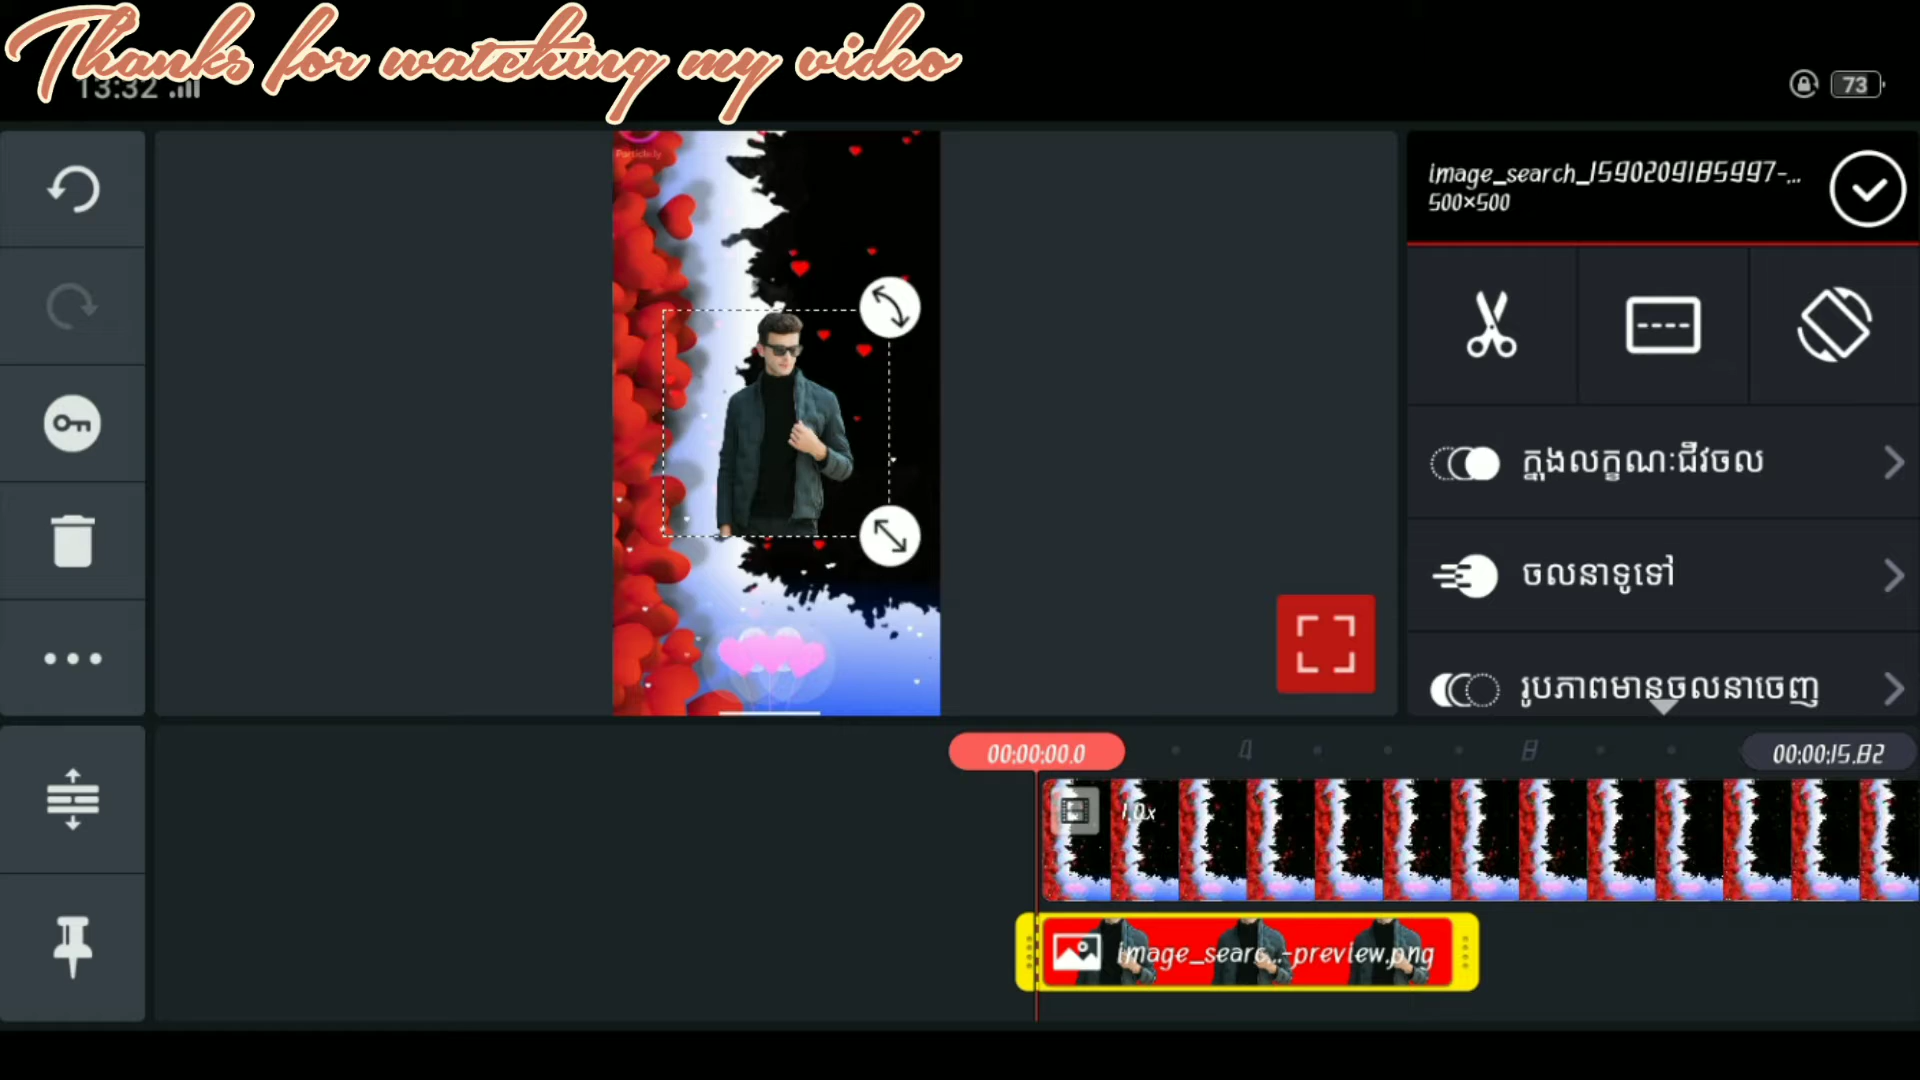 Thanks for watching my video
13:32
73
Particle.ly
image_search_1590209185997-...
500×500
ក្នុងលក្ខណៈជីវចល
ចលនាទូទៅ
រូបភាពមានចលនាចេញ
00:00:00.0
4
8
00:00:15.82
1.0x
image_searc...-preview.png